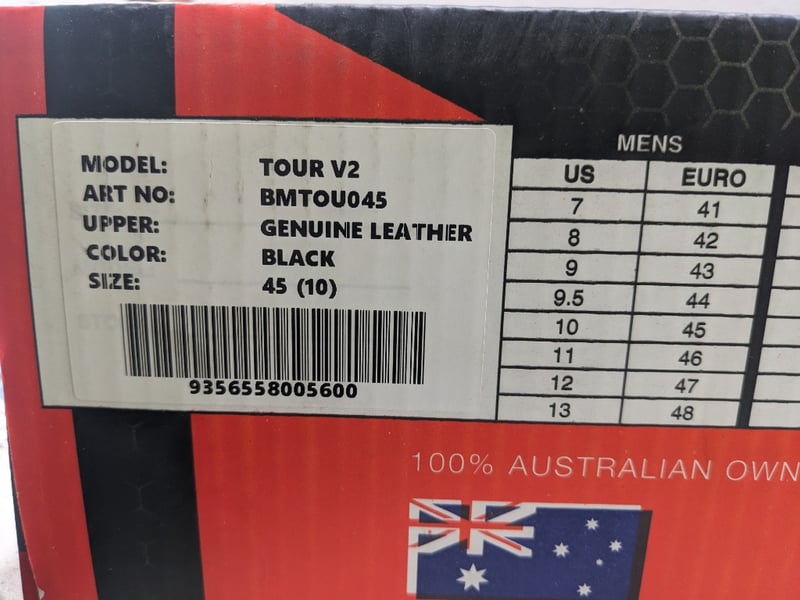 MODEL: TOUR V2
ART NO: BMTOU045
UPPER: GENUINE LEATHER
COLOR: BLACK
SIZE: 45 (10)
9356558005600
MENS
US EURO
7 41
8 42
9 43
9.5 44
10 45
11 46
12 47
13 48
100% AUSTRALIAN OWN